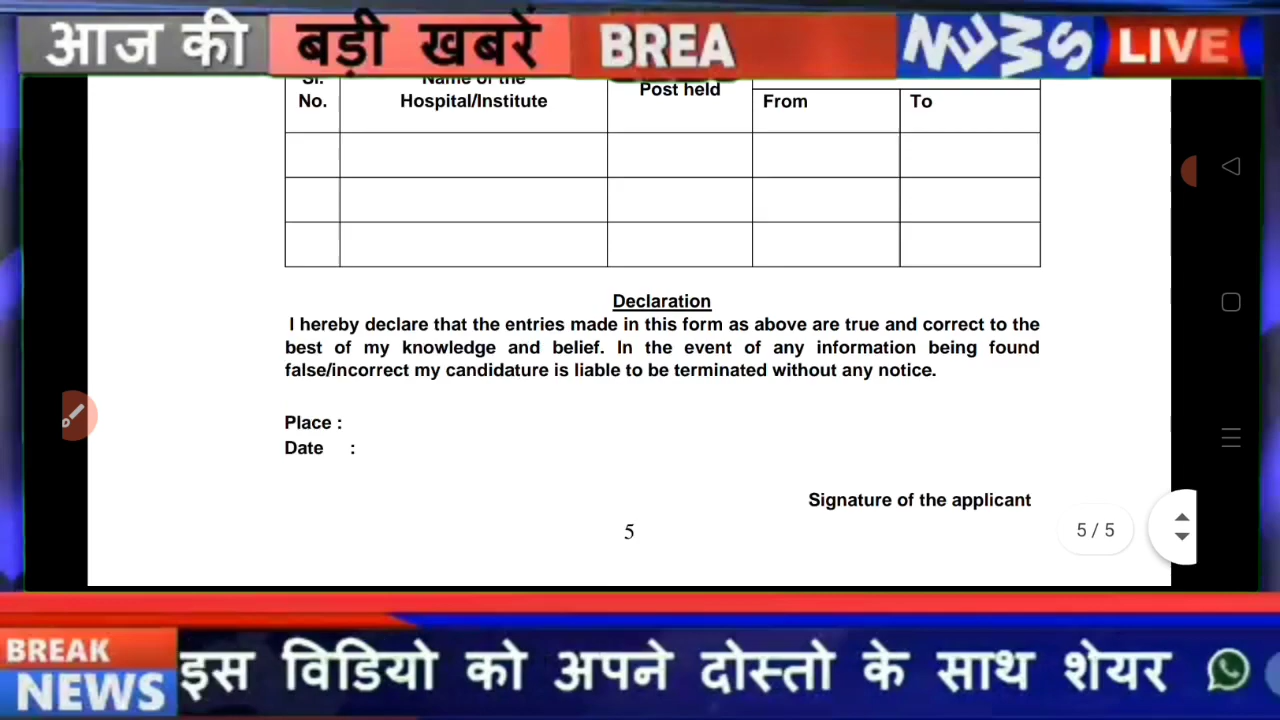 आज की बड़ी खबरें BREA NEWS LIVE
Sl. Name of the
No. Hospital/Institute Post held From To
Declaration
I hereby declare that the entries made in this form as above are true and correct to the
best of my knowledge and belief. In the event of any information being found
false/incorrect my candidature is liable to be terminated without any notice.
Place :
Date :
Signature of the applicant
5
5 / 5
BREAK
NEWS
इस विडियो को अपने दोस्तो के साथ शेयर